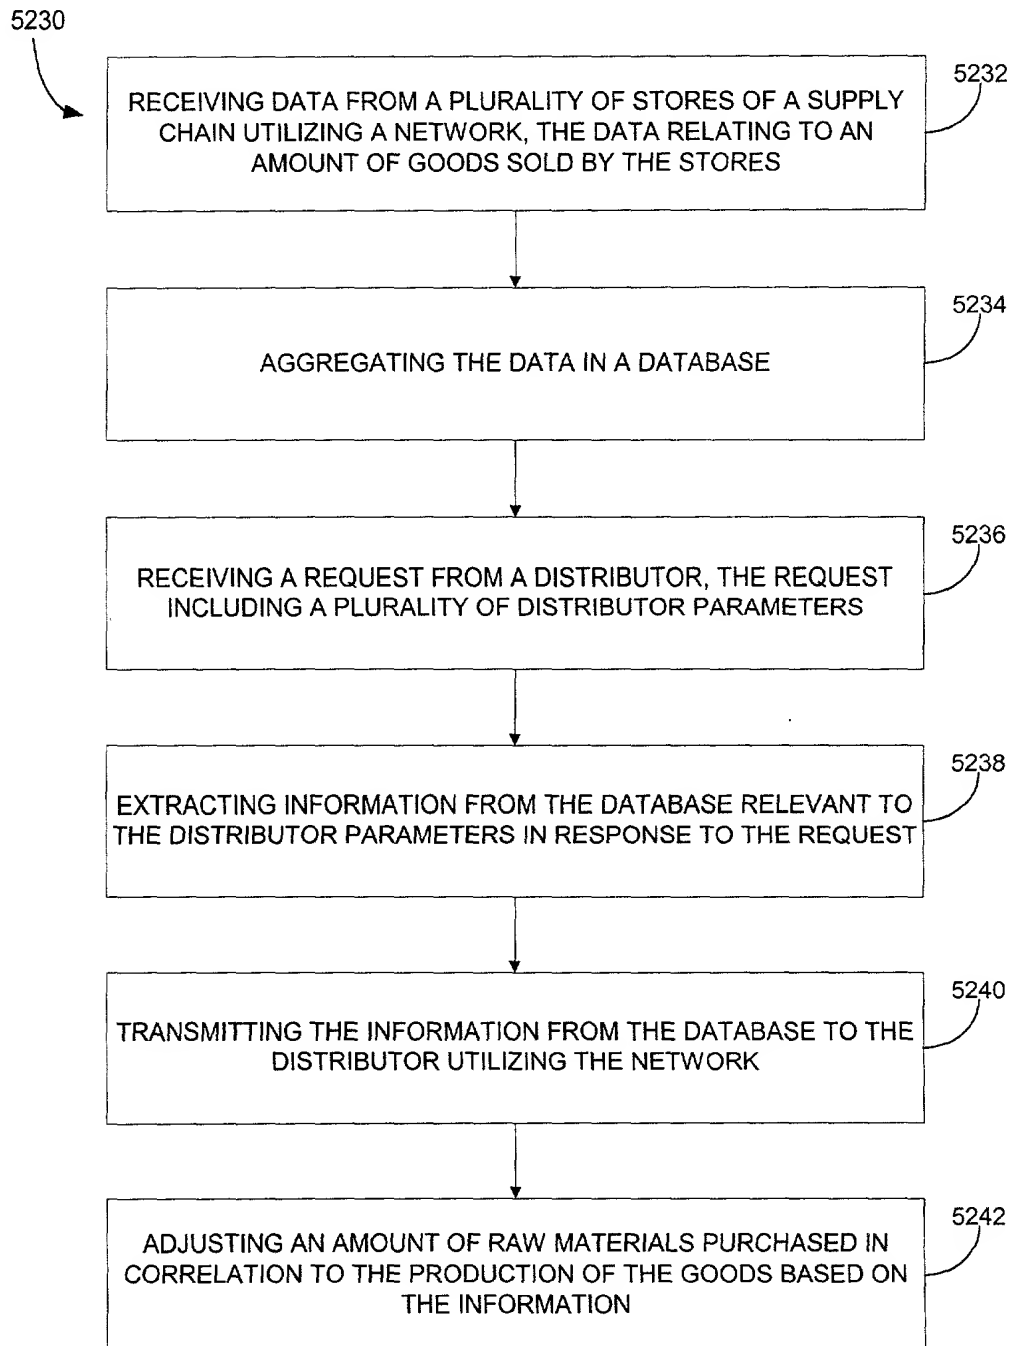 5230
5232
RECEIVING DATA FROM A PLURALITY OF STORES OF A SUPPLY
CHAIN UTILIZING A NETWORK, THE DATA RELATING TO AN
AMOUNT OF GOODS SOLD BY THE STORES
5234
AGGREGATING THE DATA IN A DATABASE
5236
RECEIVING A REQUEST FROM A DISTRIBUTOR, THE REQUEST
INCLUDING A PLURALITY OF DISTRIBUTOR PARAMETERS
5238
EXTRACTING INFORMATION FROM THE DATABASE RELEVANT TO
THE DISTRIBUTOR PARAMETERS IN RESPONSE TO THE REQUEST
5240
TRANSMITTING THE INFORMATION FROM THE DATABASE TO THE
DISTRIBUTOR UTILIZING THE NETWORK
5242
ADJUSTING AN AMOUNT OF RAW MATERIALS PURCHASED IN
CORRELATION TO THE PRODUCTION OF THE GOODS BASED ON
THE INFORMATION